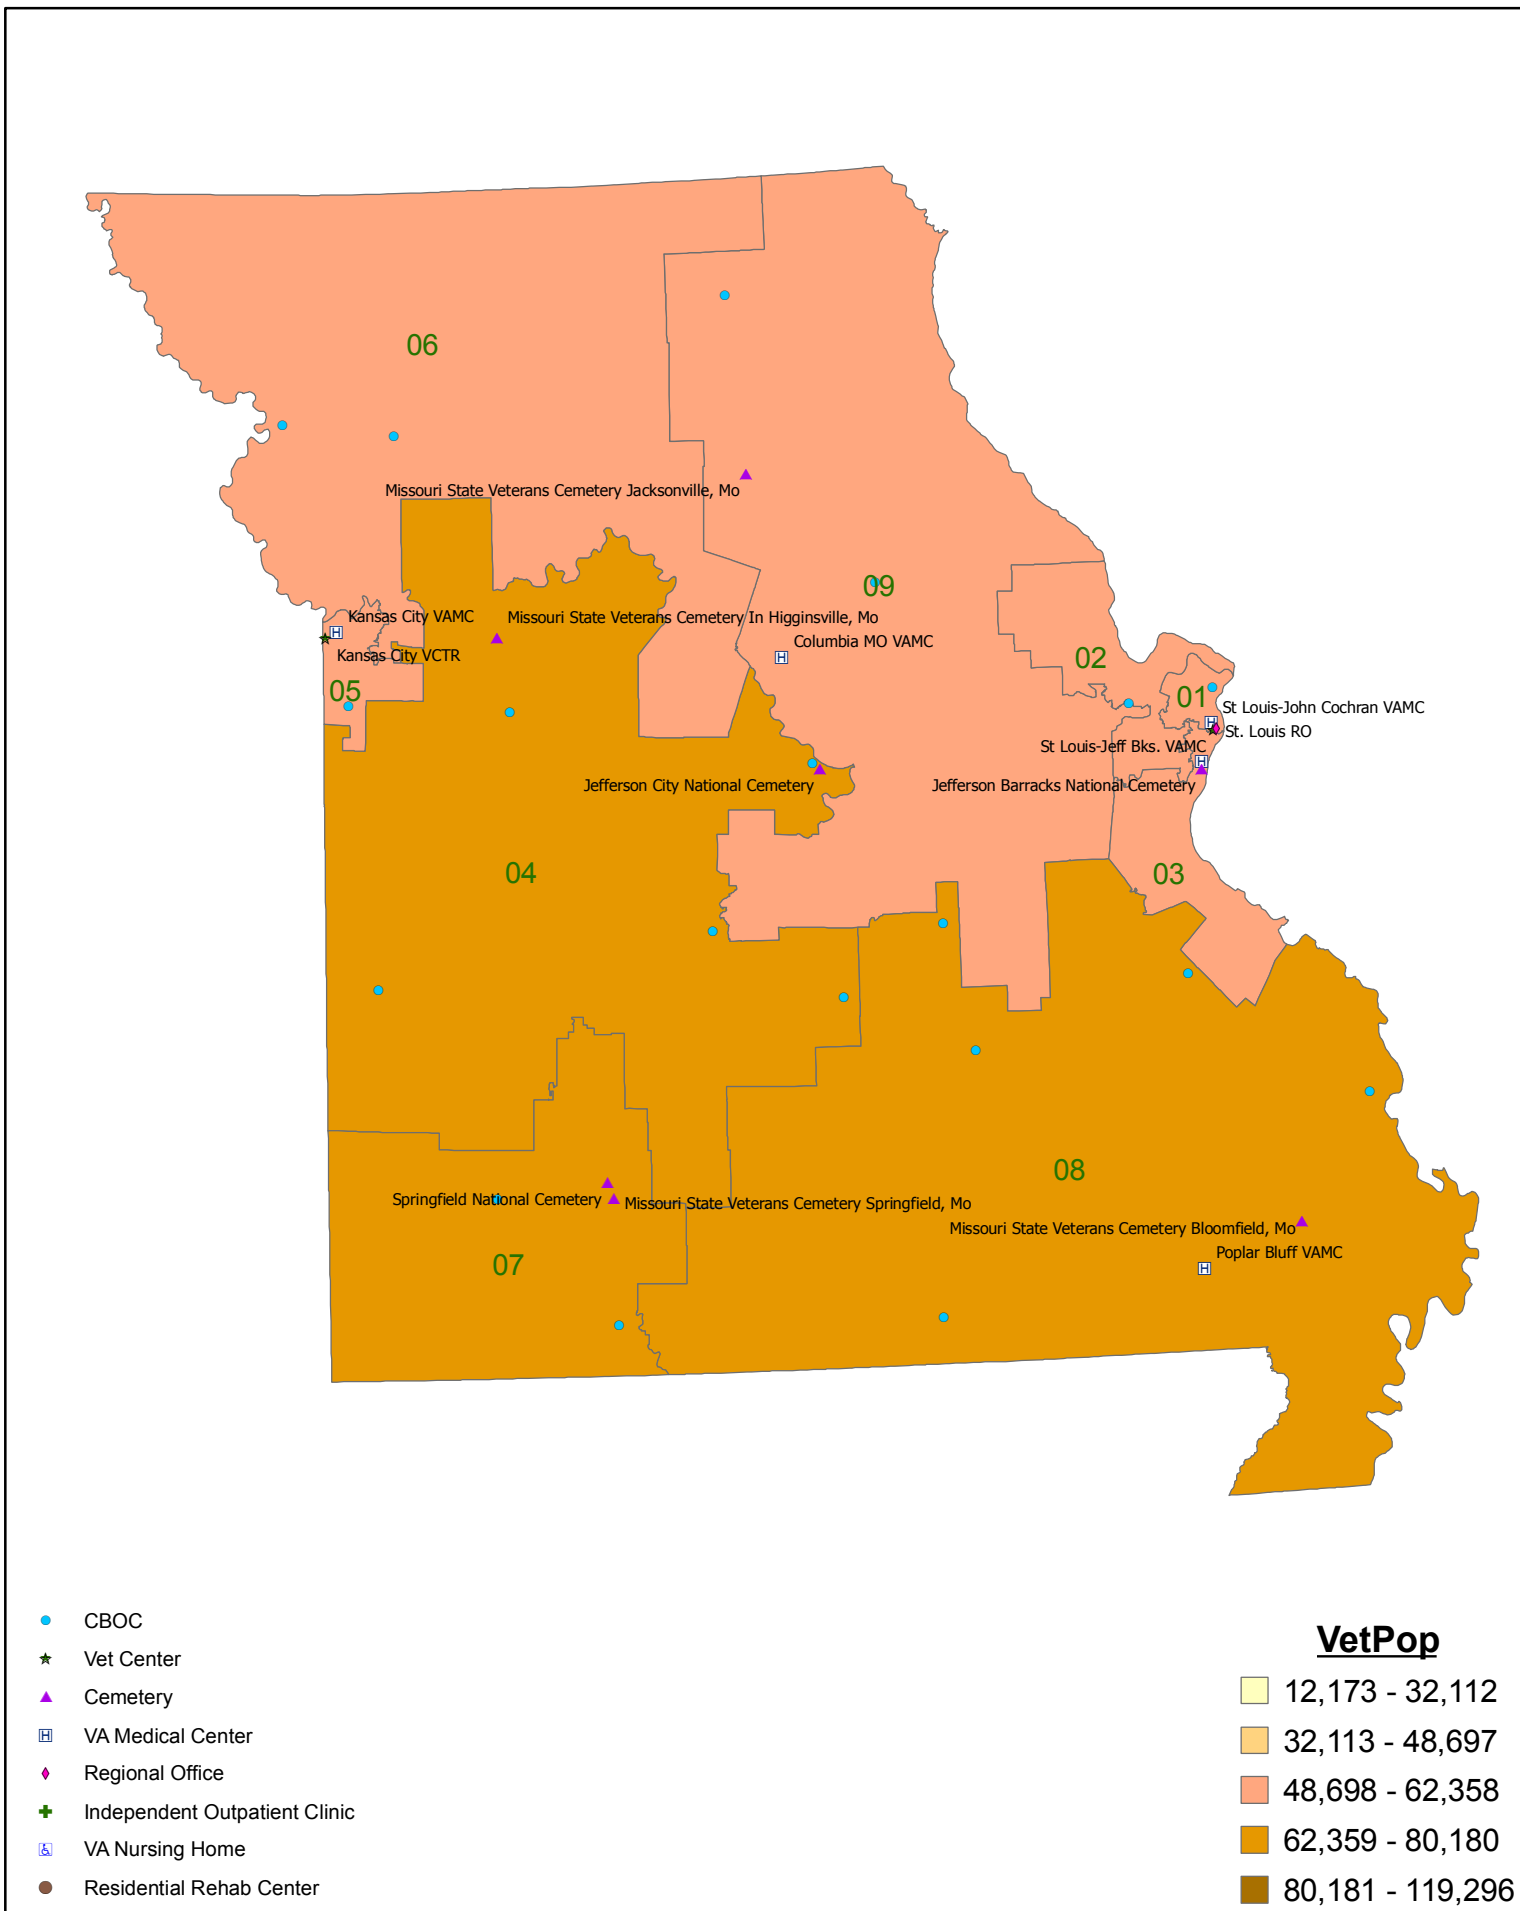 06
Missouri State Veterans Cemetery Jacksonville, Mo
09
Kansas City VAMC
Missouri State Veterans Cemetery In Higginsville, Mo
Columbia MO VAMC
Kansas City VCTR
02
05
01
St Louis-John Cochran VAMC
St. Louis RO
St Louis-Jeff Bks. VAMC
Jefferson City National Cemetery
Jefferson Barracks National Cemetery
04
03
08
Springfield National Cemetery
Missouri State Veterans Cemetery Springfield, Mo
Missouri State Veterans Cemetery Bloomfield, Mo
Poplar Bluff VAMC
07
CBOC
Vet Center
Cemetery
VA Medical Center
Regional Office
Independent Outpatient Clinic
VA Nursing Home
Residential Rehab Center
VetPop
12,173 - 32,112
32,113 - 48,697
48,698 - 62,358
62,359 - 80,180
80,181 - 119,296